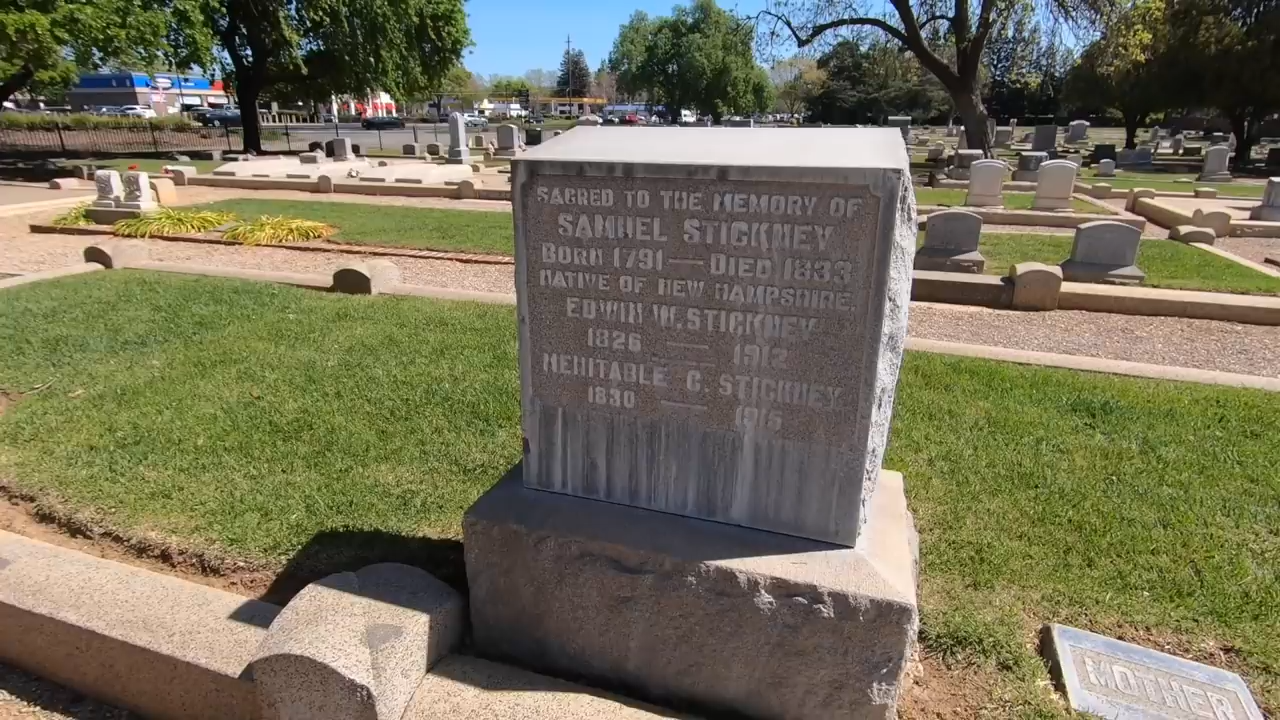 SACRED TO THE MEMORY OF
SAMUEL STICKNEY
BORN 1791 — DIED 1833
NATIVE OF NEW HAMPSHIRE.
EDWIN W. STICKNEY
1826 — 1912
MEHITABLE C. STICKNEY
1830 — 1916
MOTHER